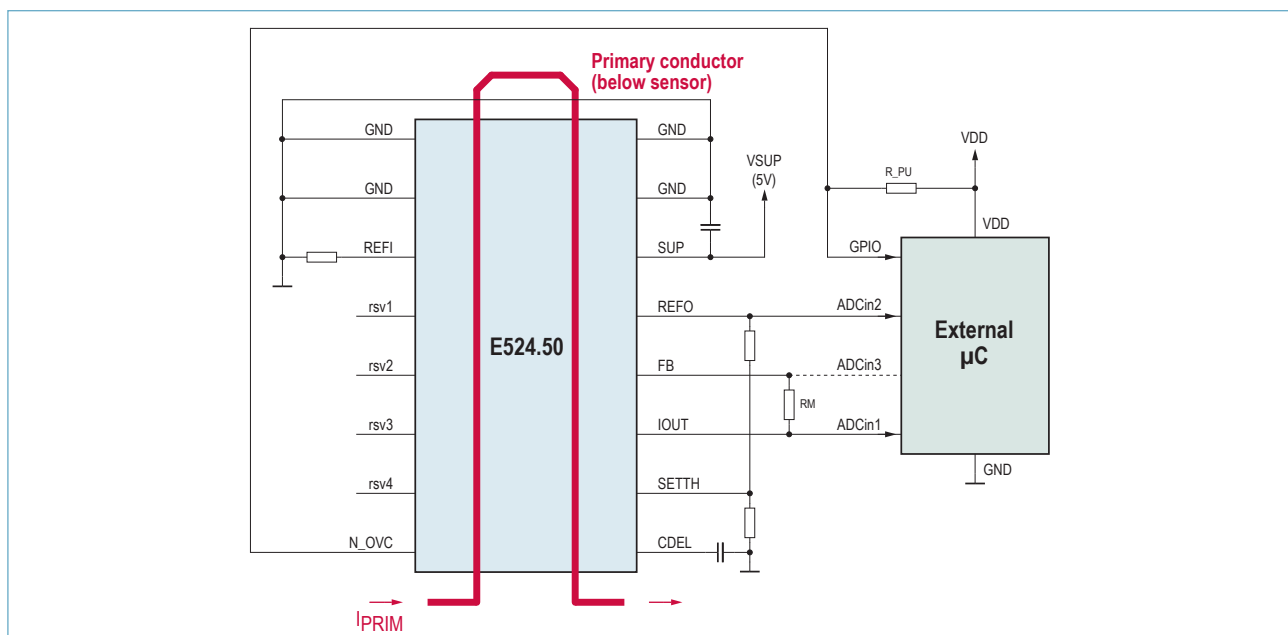 Primary conductor
(below sensor)
GND
GND
VSUP
(5V)
VDD
R_PU
GND
GND
VDD
REFI
SUP
GPIO
rsv1
REFO
ADCin2
E524.50
External
µC
rsv2
FB
ADCin3
RM
rsv3
IOUT
ADCin1
GND
rsv4
SETTH
N_OVC
CDEL
IPRIM